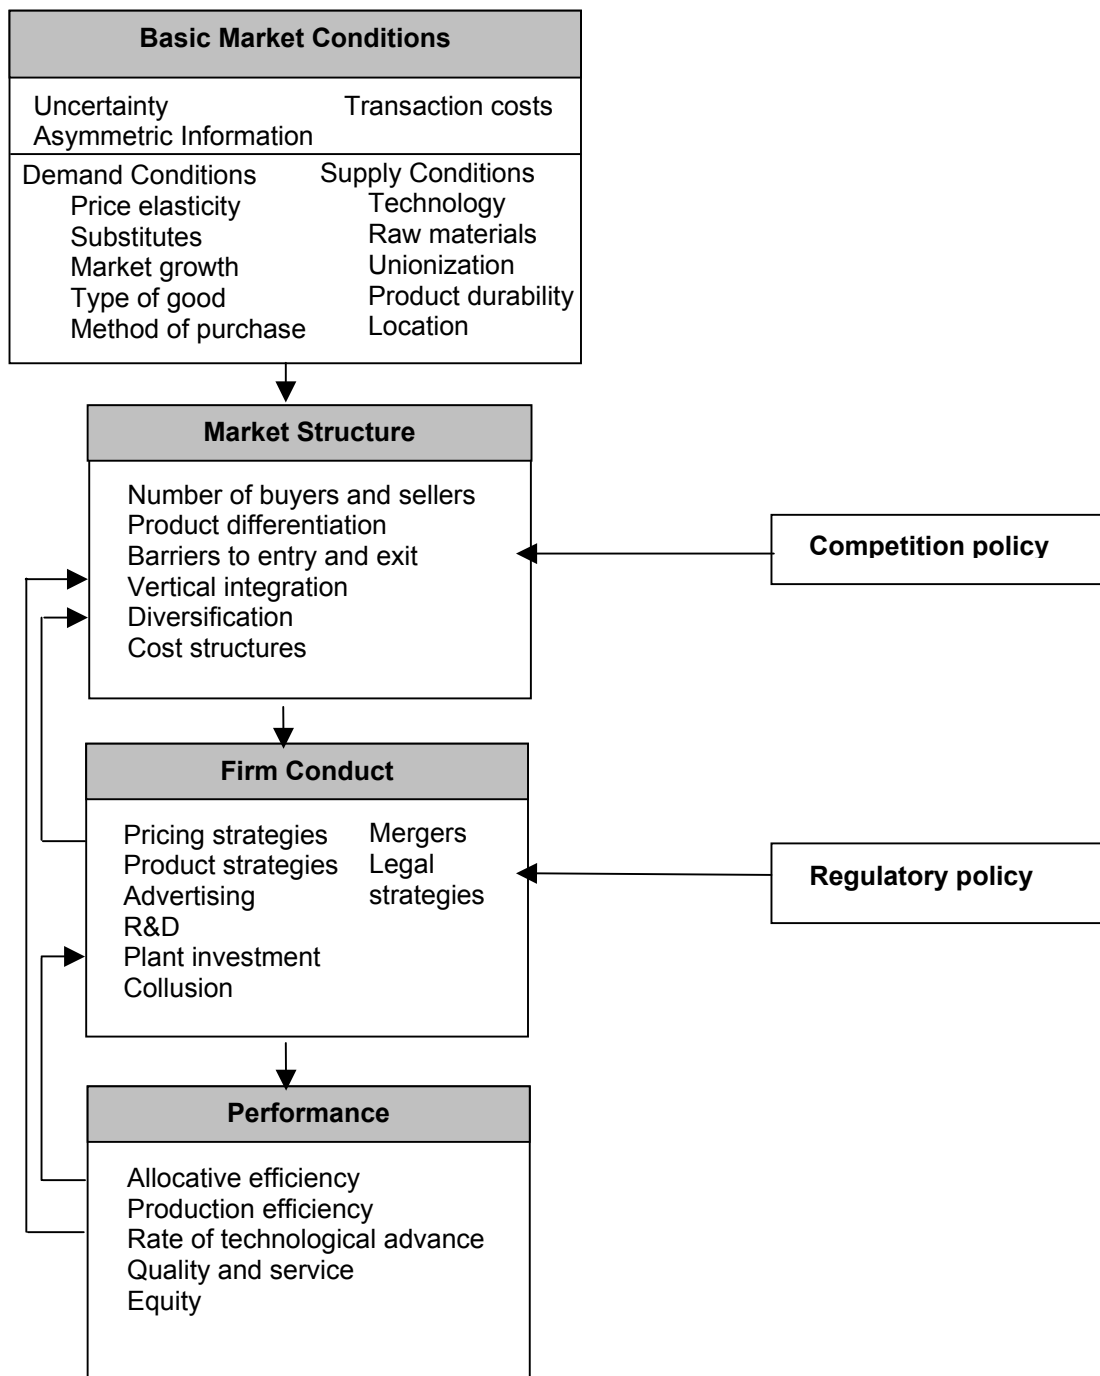 Basic Market Conditions
Uncertainty
Asymmetric Information
Transaction costs
Demand Conditions
Price elasticity
Substitutes
Market growth
Type of good
Method of purchase
Supply Conditions
Technology
Raw materials
Unionization
Product durability
Location
Market Structure
Number of buyers and sellers
Product differentiation
Barriers to entry and exit
Vertical integration
Diversification
Cost structures
Competition policy
Firm Conduct
Pricing strategies
Product strategies
Advertising
R&D
Plant investment
Collusion
Mergers
Legal
strategies
Regulatory policy
Performance
Allocative efficiency
Production efficiency
Rate of technological advance
Quality and service
Equity